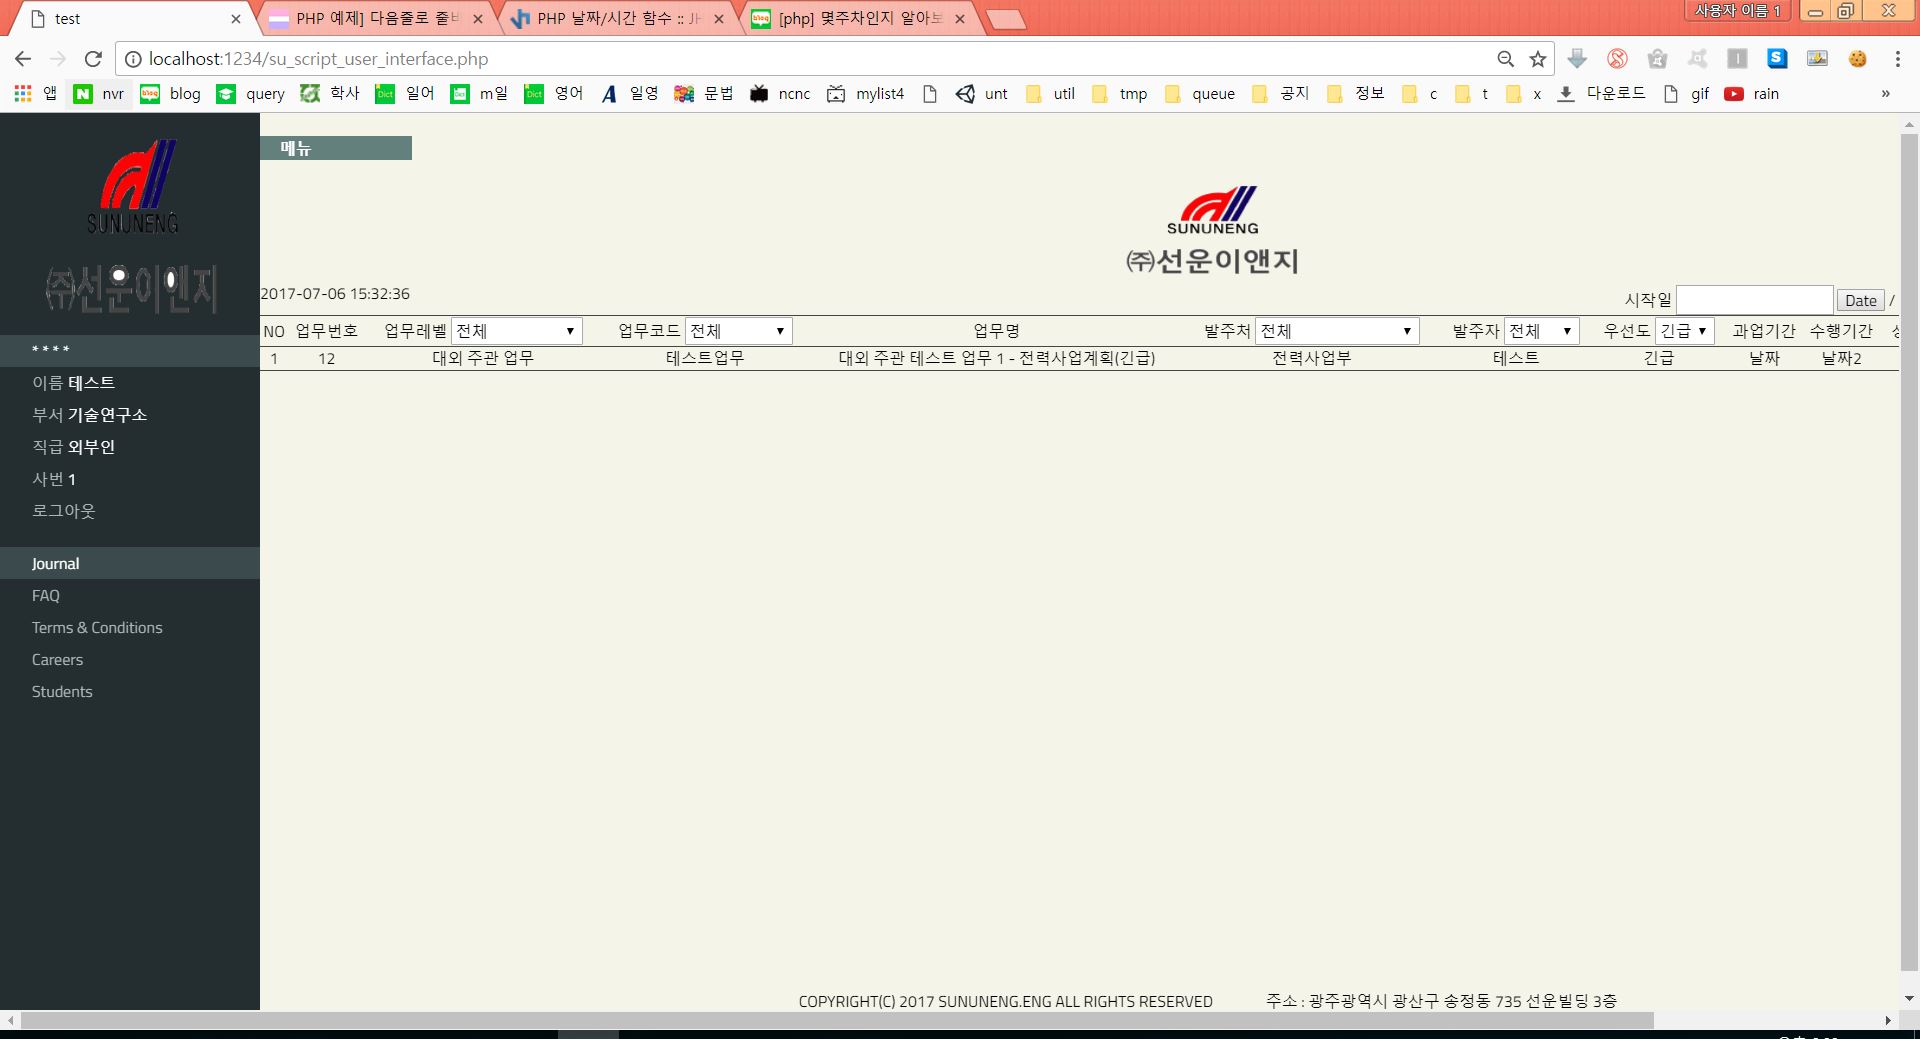 test
PHP 예제] 다음줄로 줄바
PHP 날짜/시간 함수 :: JH
[php] 몇주차인지 알아보
사용자 이름 1
localhost:1234/su_script_user_interface.php
앱 nvr blog query 학사 일어 m일 영어 일영 문법 ncnc mylist4 unt util tmp queue 공지 정보 c t x 다운로드 gif rain »
SUNUNENG
㈜선운이앤지
* * * *
이름 테스트
부서 기술연구소
직급 외부인
사번 1
로그아웃
Journal
FAQ
Terms & Conditions
Careers
Students
메뉴
SUNUNENG
㈜선운이앤지
2017-07-06 15:32:36
시작일 Date /
NO 업무번호 업무레벨 전체 업무코드 전체 업무명 발주처 전체 발주자 전체 우선도 긴급 과업기간 수행기간
1 12 대외 주관 업무 테스트업무 대외 주관 테스트 업무 1 - 전력사업계획(긴급) 전력사업부 테스트 긴급 날짜 날짜2
COPYRIGHT(C) 2017 SUNUNENG.ENG ALL RIGHTS RESERVED 주소 : 광주광역시 광산구 송정동 735 선운빌딩 3층